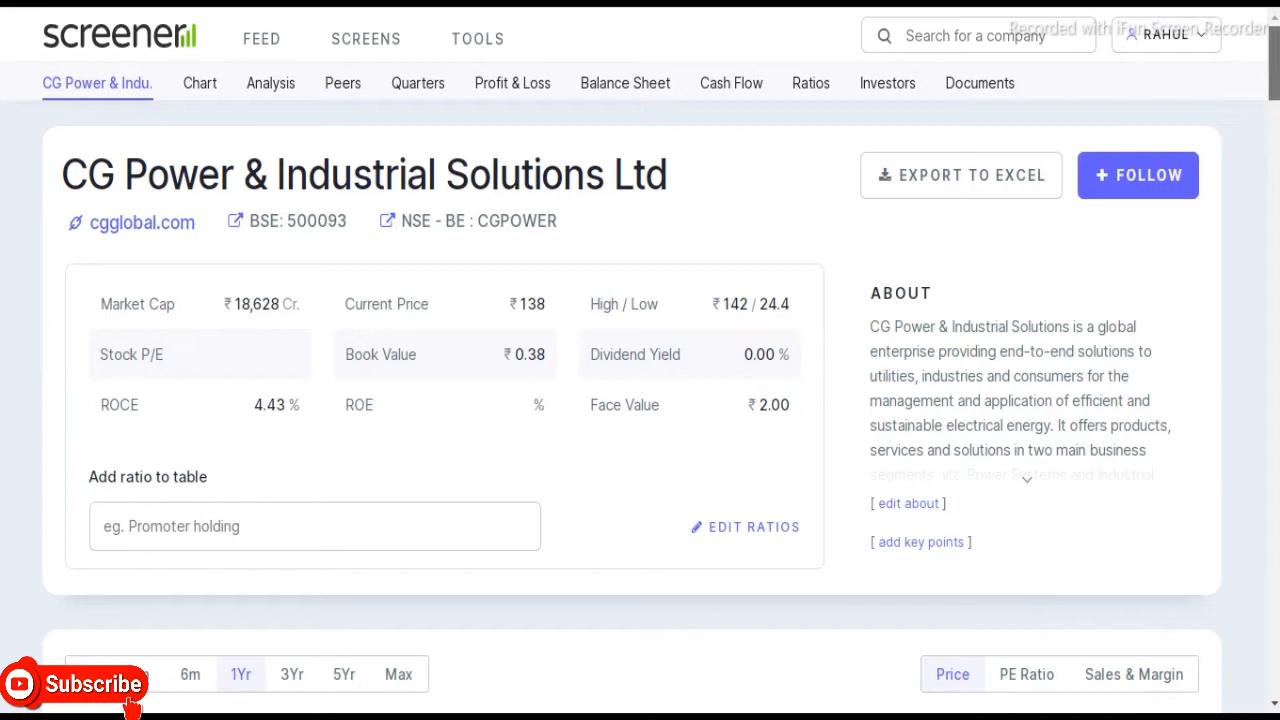 screener
FEED
SCREENS
TOOLS
Search for a company
RAHUL
Recorded with iFun Screen Recorder
CG Power & Indu.
Chart
Analysis
Peers
Quarters
Profit & Loss
Balance Sheet
Cash Flow
Ratios
Investors
Documents
CG Power & Industrial Solutions Ltd
EXPORT TO EXCEL
+ FOLLOW
cgglobal.com
BSE: 500093
NSE - BE : CGPOWER
Market Cap ₹ 18,628 Cr.
Current Price ₹ 138
High / Low ₹ 142 / 24.4
Stock P/E
Book Value ₹ 0.38
Dividend Yield 0.00 %
ROCE 4.43 %
ROE %
Face Value ₹ 2.00
Add ratio to table
eg. Promoter holding
EDIT RATIOS
ABOUT
CG Power & Industrial Solutions is a global
enterprise providing end-to-end solutions to
utilities, industries and consumers for the
management and application of efficient and
sustainable electrical energy. It offers products,
services and solutions in two main business
segments, viz. Power Systems and Industrial
[ edit about ]
[ add key points ]
6m
1Yr
3Yr
5Yr
Max
Price
PE Ratio
Sales & Margin
Subscribe